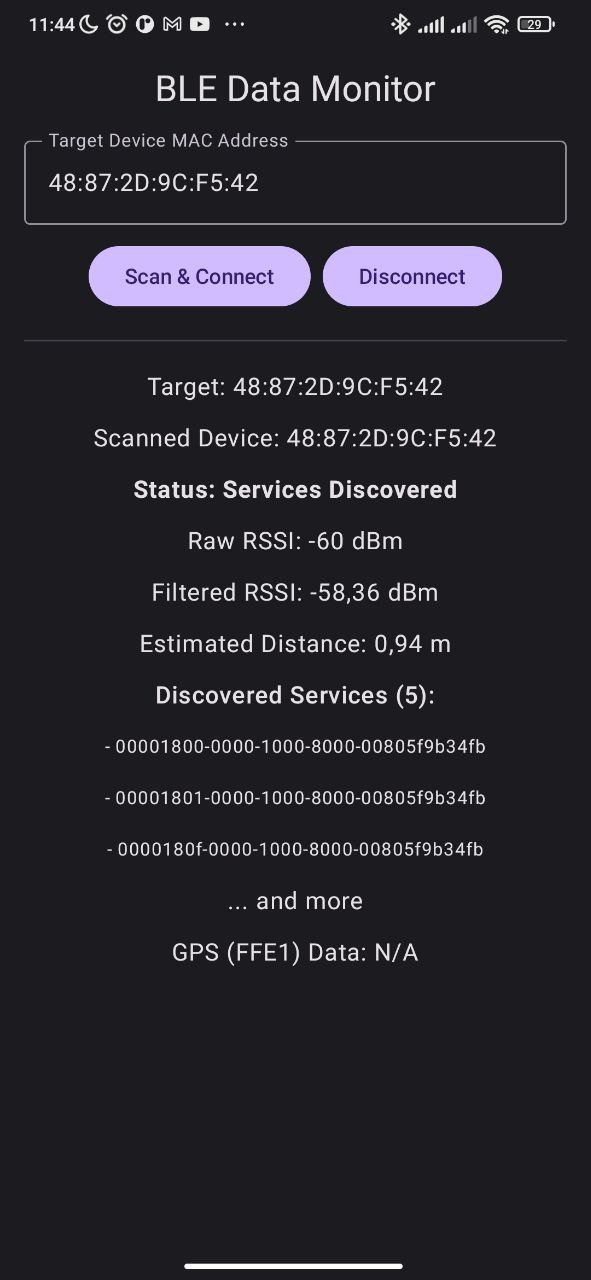 11:44
29
BLE Data Monitor
Target Device MAC Address
48:87:2D:9C:F5:42
Scan & Connect Disconnect
Target: 48:87:2D:9C:F5:42
Scanned Device: 48:87:2D:9C:F5:42
Status: Services Discovered
Raw RSSI: -60 dBm
Filtered RSSI: -58,36 dBm
Estimated Distance: 0,94 m
Discovered Services (5):
- 00001800-0000-1000-8000-00805f9b34fb
- 00001801-0000-1000-8000-00805f9b34fb
- 0000180f-0000-1000-8000-00805f9b34fb
... and more
GPS (FFE1) Data: N/A